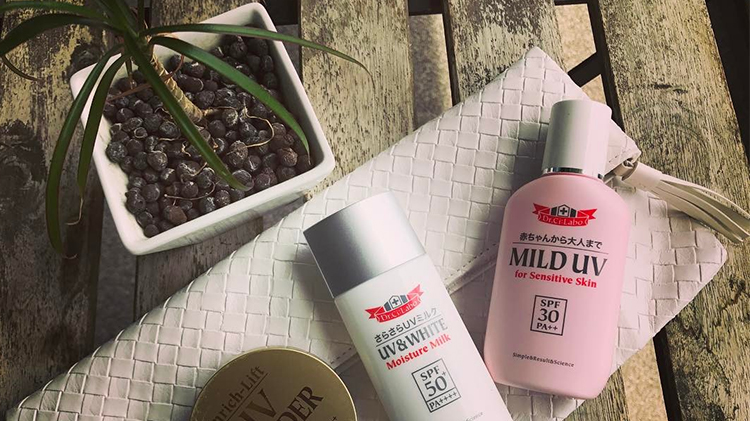 Dr.Ci:Labo
赤ちゃんから大人まで
MILD UV
for Sensitive Skin
SPF
30
PA++
Simple&Result&Science
Dr.Ci:Labo
さらさらUVミルク
UV&WHITE
Moisture Milk
SPF
50+
PA++++
nrich-Lift
UV
DER